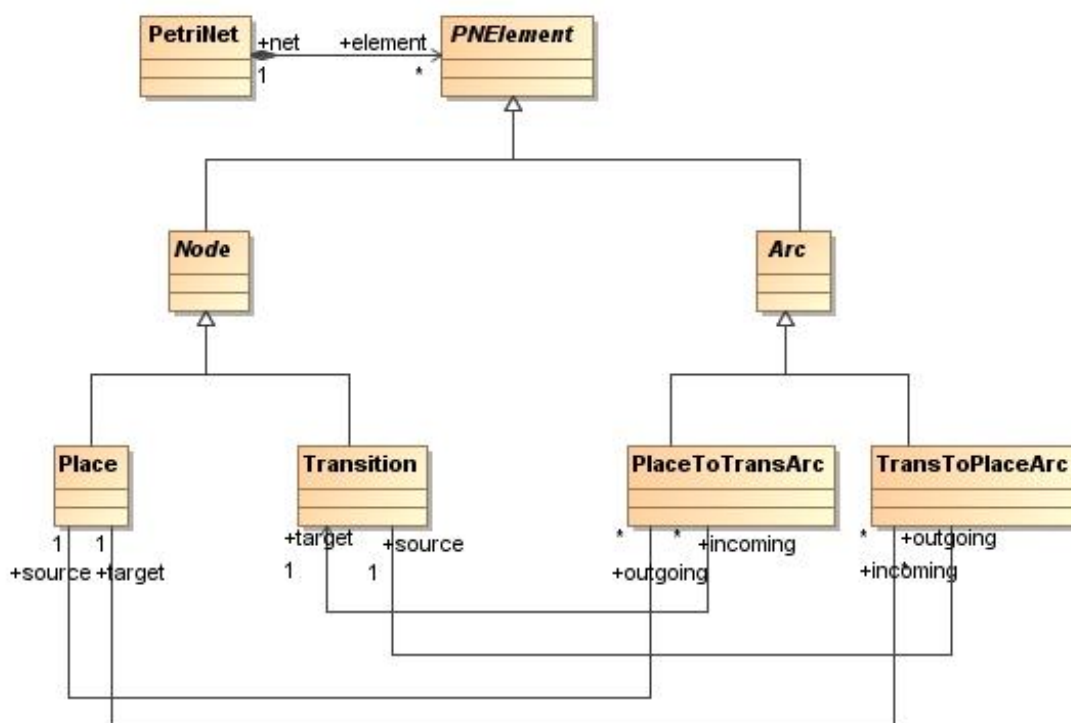 PetriNet
+net
+element
PNElement
1
*
Node
Arc
Place
Transition
PlaceToTransArc
TransToPlaceArc
1
1
+target
+source
*
*
+incoming
*
+outgoing
+source
+target
1
1
+outgoing
+incoming
*